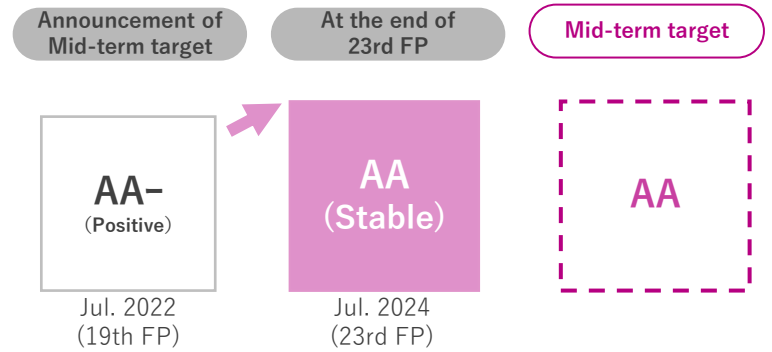 Announcement of
Mid-term target
At the end of
23rd FP
Mid-term target
AA−
(Positive)
AA
(Stable)
AA
Jul. 2022
(19th FP)
Jul. 2024
(23rd FP)